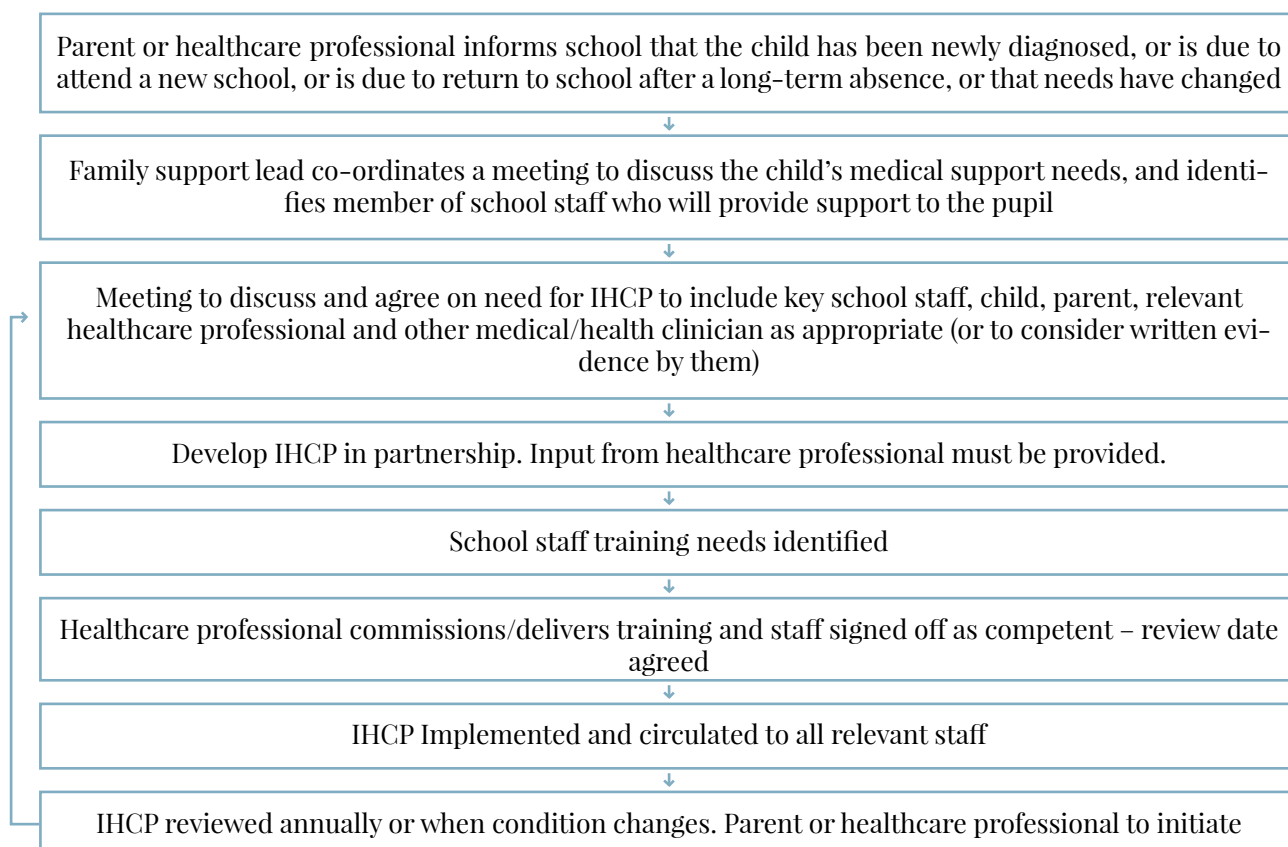 Parent or healthcare professional informs school that the child has been newly diagnosed, or is due to
attend a new school, or is due to return to school after a long-term absence, or that needs have changed
Family support lead co-ordinates a meeting to discuss the child's medical support needs, and identi-
fies member of school staff who will provide support to the pupil
Meeting to discuss and agree on need for IHCP to include key school staff, child, parent, relevant
healthcare professional and other medical/health clinician as appropriate (or to consider written evi-
dence by them)
Develop IHCP in partnership. Input from healthcare professional must be provided.
School staff training needs identified
Healthcare professional commissions/delivers training and staff signed off as competent – review date
agreed
IHCP Implemented and circulated to all relevant staff
IHCP reviewed annually or when condition changes. Parent or healthcare professional to initiate